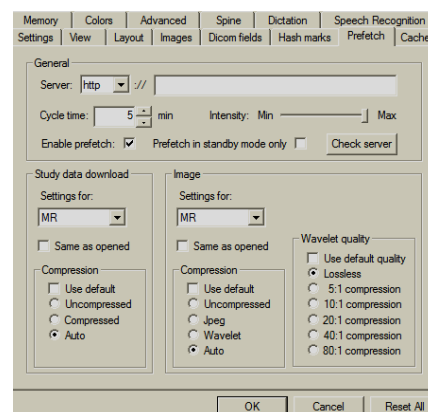 Memory Colors Advanced Spine Dictation Speech Recognition
Settings View Layout Images Dicom fields Hash marks Prefetch Cache
General
Server: http ://
Cycle time: 5 min Intensity: Min Max
Enable prefetch: Prefetch in standby mode only Check server
Study data download
Settings for:
MR
Same as opened
Compression
Use default
Uncompressed
Compressed
Auto
Image
Settings for:
MR
Same as opened
Compression
Use default
Uncompressed
Jpeg
Wavelet
Auto
Wavelet quality
Use default quality
Lossless
5:1 compression
10:1 compression
20:1 compression
40:1 compression
80:1 compression
OK Cancel Reset All